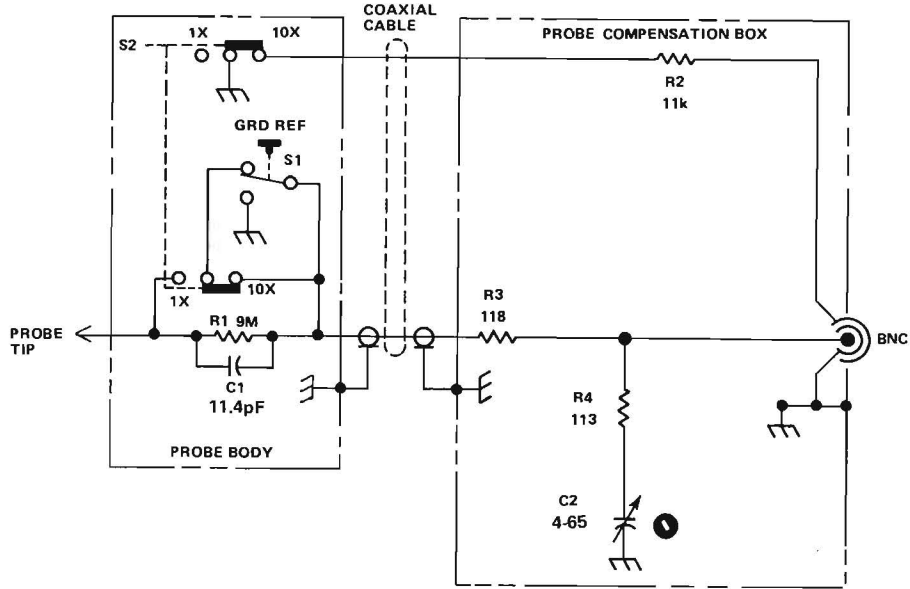 COAXIAL
CABLE
PROBE COMPENSATION BOX
S2
1X
10X
R2
11k
GRD REF
S1
1X
10X
R3
118
PROBE
TIP
R1 9M
BNC
C1
11.4pF
R4
113
PROBE BODY
C2
4-65